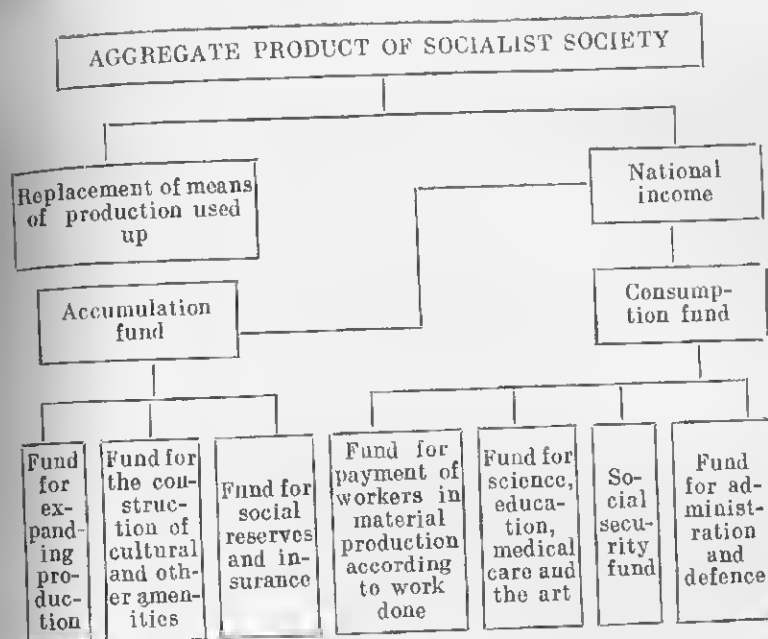 AGGREGATE PRODUCT OF SOCIALIST SOCIETY
Replacement of means
of production used
up
National
income
Accumulation
fund
Consump-
tion fund
Fund
for
ex-
pand-
ing
pro-
duc-
tion
Fund for
the con-
struc-
tion of
cultural
and oth-
er amen-
ities
Fund for
social
reserves
and in-
surance
Fund for
payment of
workers in
material
production
according
to work
done
Fund for
science,
educa-
tion,
medical
care and
the art
So-
cial
secu-
rity
fund
Fund
for ad-
minist-
ration
and
defence